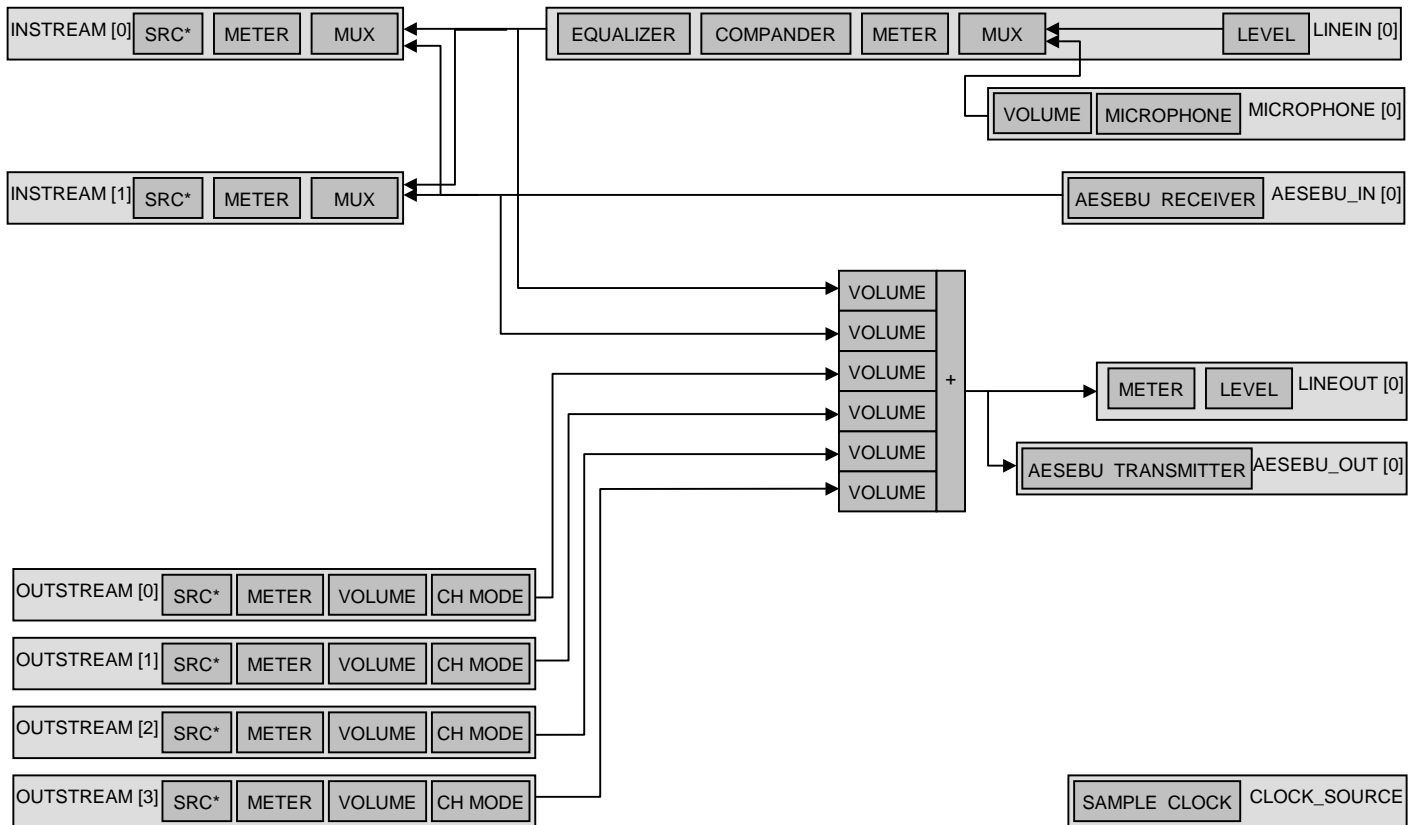 INSTREAM [0] SRC* METER MUX
EQUALIZER COMPANDER METER MUX LEVEL LINEIN [0]
VOLUME MICROPHONE MICROPHONE [0]
INSTREAM [1] SRC* METER MUX
AESEBU RECEIVER AESEBU_IN [0]
VOLUME
VOLUME
VOLUME
VOLUME
VOLUME
VOLUME
+
METER LEVEL LINEOUT [0]
AESEBU TRANSMITTER AESEBU_OUT [0]
OUTSTREAM [0] SRC* METER VOLUME CH MODE
OUTSTREAM [1] SRC* METER VOLUME CH MODE
OUTSTREAM [2] SRC* METER VOLUME CH MODE
OUTSTREAM [3] SRC* METER VOLUME CH MODE
SAMPLE CLOCK CLOCK_SOURCE